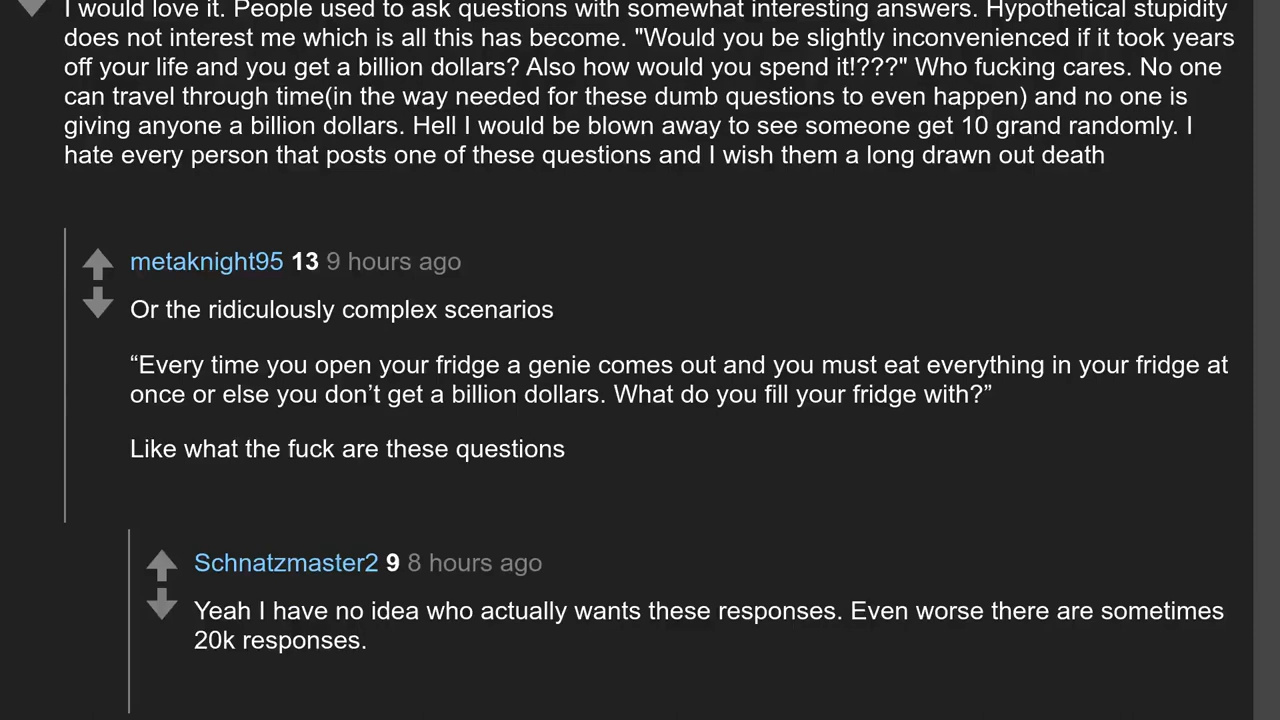 I would love it. People used to ask questions with somewhat interesting answers. Hypothetical stupidity
does not interest me which is all this has become. "Would you be slightly inconvenienced if it took years
off your life and you get a billion dollars? Also how would you spend it!???" Who fucking cares. No one
can travel through time(in the way needed for these dumb questions to even happen) and no one is
giving anyone a billion dollars. Hell I would be blown away to see someone get 10 grand randomly. I
hate every person that posts one of these questions and I wish them a long drawn out death
metaknight95 13 9 hours ago
Or the ridiculously complex scenarios
“Every time you open your fridge a genie comes out and you must eat everything in your fridge at
once or else you don’t get a billion dollars. What do you fill your fridge with?”
Like what the fuck are these questions
Schnatzmaster2 9 8 hours ago
Yeah I have no idea who actually wants these responses. Even worse there are sometimes
20k responses.